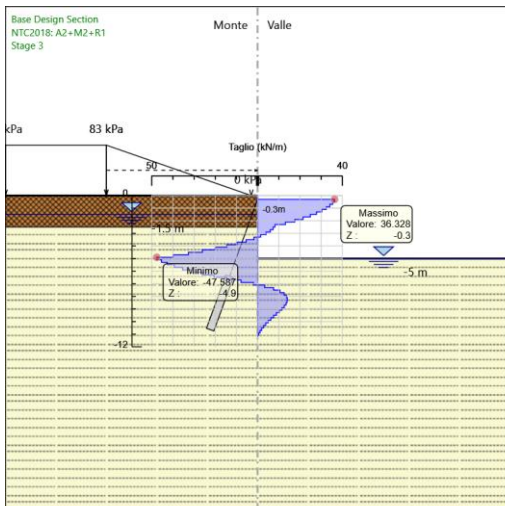 Base Design Section
NTC2018: A2+M2+R1
Stage 3
Monte
Valle
kPa
83 kPa
Taglio [kN/m]
50
0 kPa
40
0
-0.3m
Massimo
Valore: 36.328
Z : -0.3
-1.5 m
-5 m
Minimo
Valore: -47.587
Z : -4.9
-12